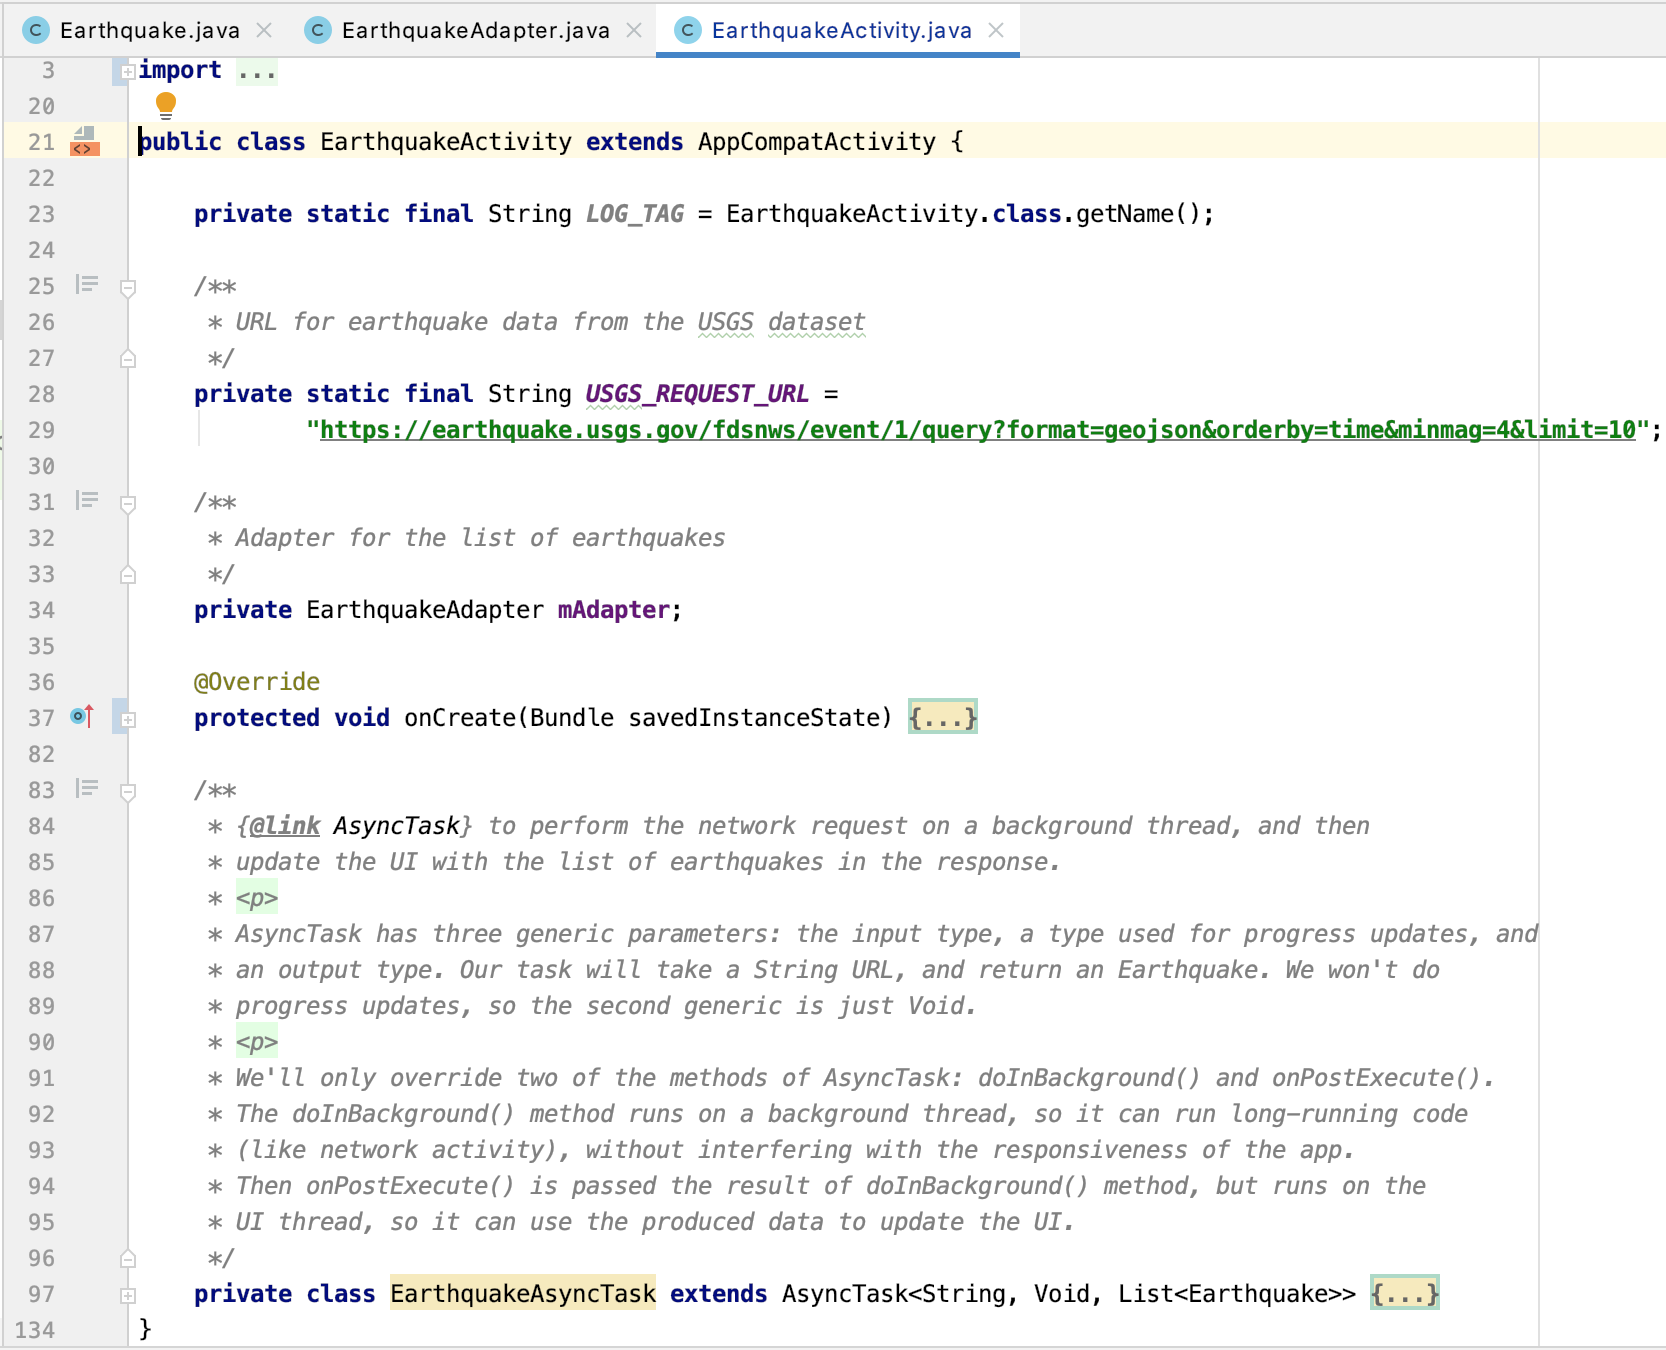 Earthquake.java EarthquakeAdapter.java EarthquakeActivity.java
3 import ...
20
21 public class EarthquakeActivity extends AppCompatActivity {
22
23 private static final String LOG_TAG = EarthquakeActivity.class.getName();
24
25 /**
26 * URL for earthquake data from the USGS dataset
27 */
28 private static final String USGS_REQUEST_URL =
29 "https://earthquake.usgs.gov/fdsnws/event/1/query?format=geojson&orderby=time&minmag=4&limit=10";
30
31 /**
32 * Adapter for the list of earthquakes
33 */
34 private EarthquakeAdapter mAdapter;
35
36 @Override
37 protected void onCreate(Bundle savedInstanceState) {...}
82
83 /**
84 * {@link AsyncTask} to perform the network request on a background thread, and then
85 * update the UI with the list of earthquakes in the response.
86 * <p>
87 * AsyncTask has three generic parameters: the input type, a type used for progress updates, and
88 * an output type. Our task will take a String URL, and return an Earthquake. We won't do
89 * progress updates, so the second generic is just Void.
90 * <p>
91 * We'll only override two of the methods of AsyncTask: doInBackground() and onPostExecute().
92 * The doInBackground() method runs on a background thread, so it can run long-running code
93 * (like network activity), without interfering with the responsiveness of the app.
94 * Then onPostExecute() is passed the result of doInBackground() method, but runs on the
95 * UI thread, so it can use the produced data to update the UI.
96 */
97 private class EarthquakeAsyncTask extends AsyncTask<String, Void, List<Earthquake>> {...}
134 }